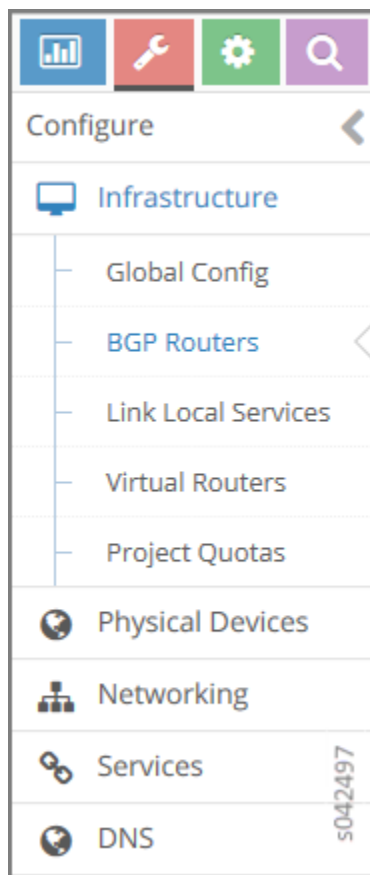 Configure
Infrastructure
Global Config
BGP Routers
Link Local Services
Virtual Routers
Project Quotas
Physical Devices
Networking
Services
DNS
s042497